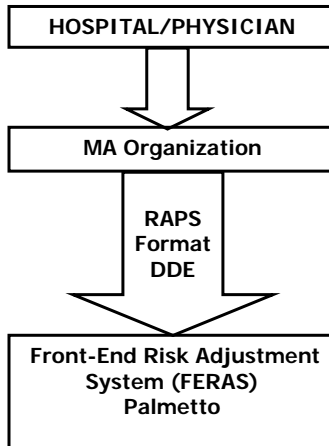 HOSPITAL/PHYSICIAN
MA Organization
RAPS
Format
DDE
Front-End Risk Adjustment
System (FERAS)
Palmetto